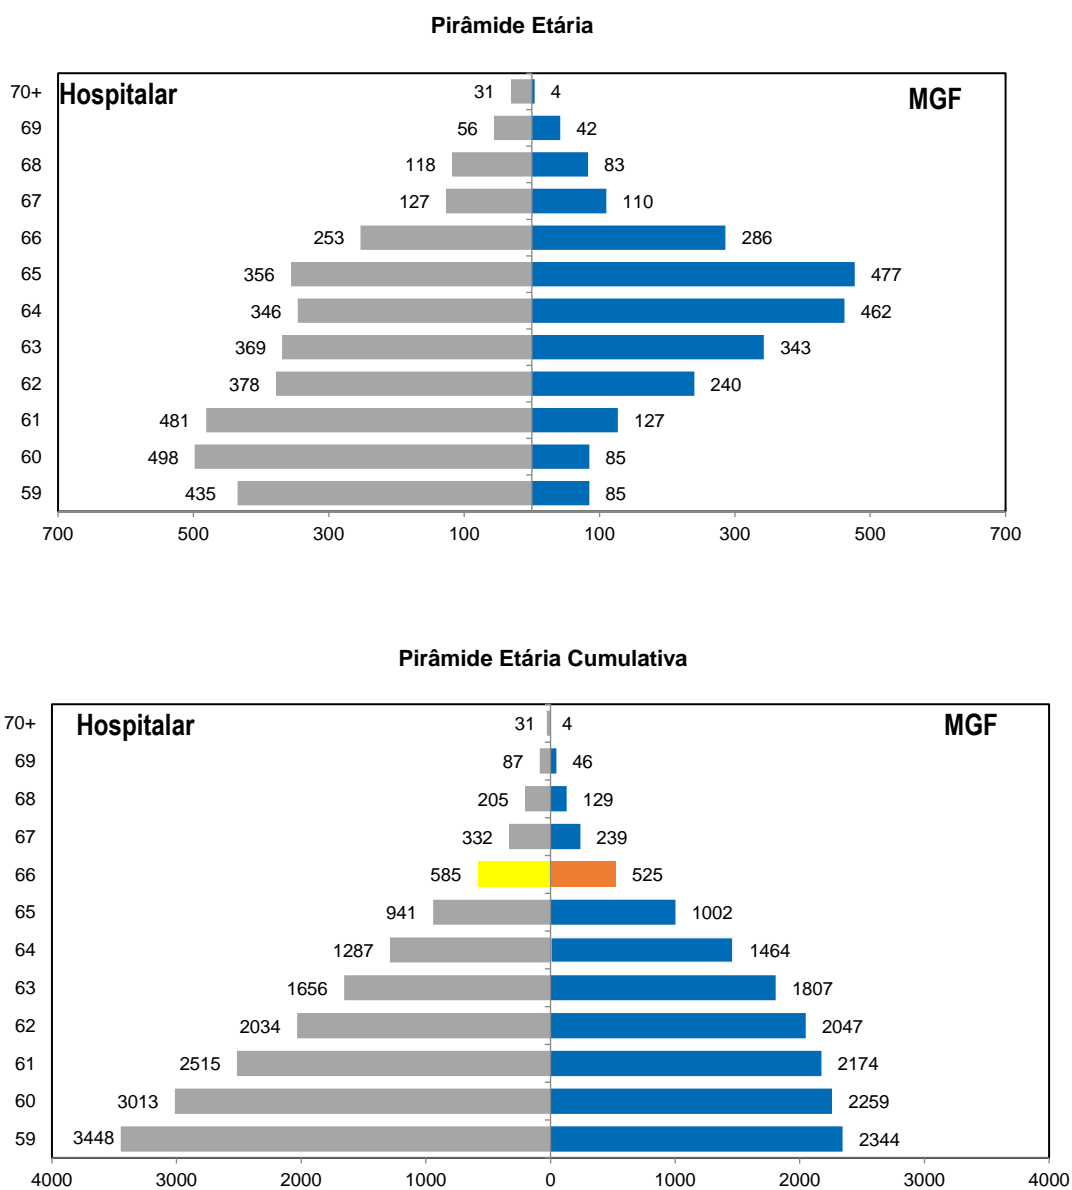 Pirâmide Etária
Hospitalar MGF
70+ 31 4
69 56 42
68 118 83
67 127 110
66 253 286
65 356 477
64 346 462
63 369 343
62 378 240
61 481 127
60 498 85
59 435 85
700 500 300 100 100 300 500 700
Pirâmide Etária Cumulativa
Hospitalar MGF
70+ 31 4
69 87 46
68 205 129
67 332 239
66 585 525
65 941 1002
64 1287 1464
63 1656 1807
62 2034 2047
61 2515 2174
60 3013 2259
59 3448 2344
4000 3000 2000 1000 0 1000 2000 3000 4000